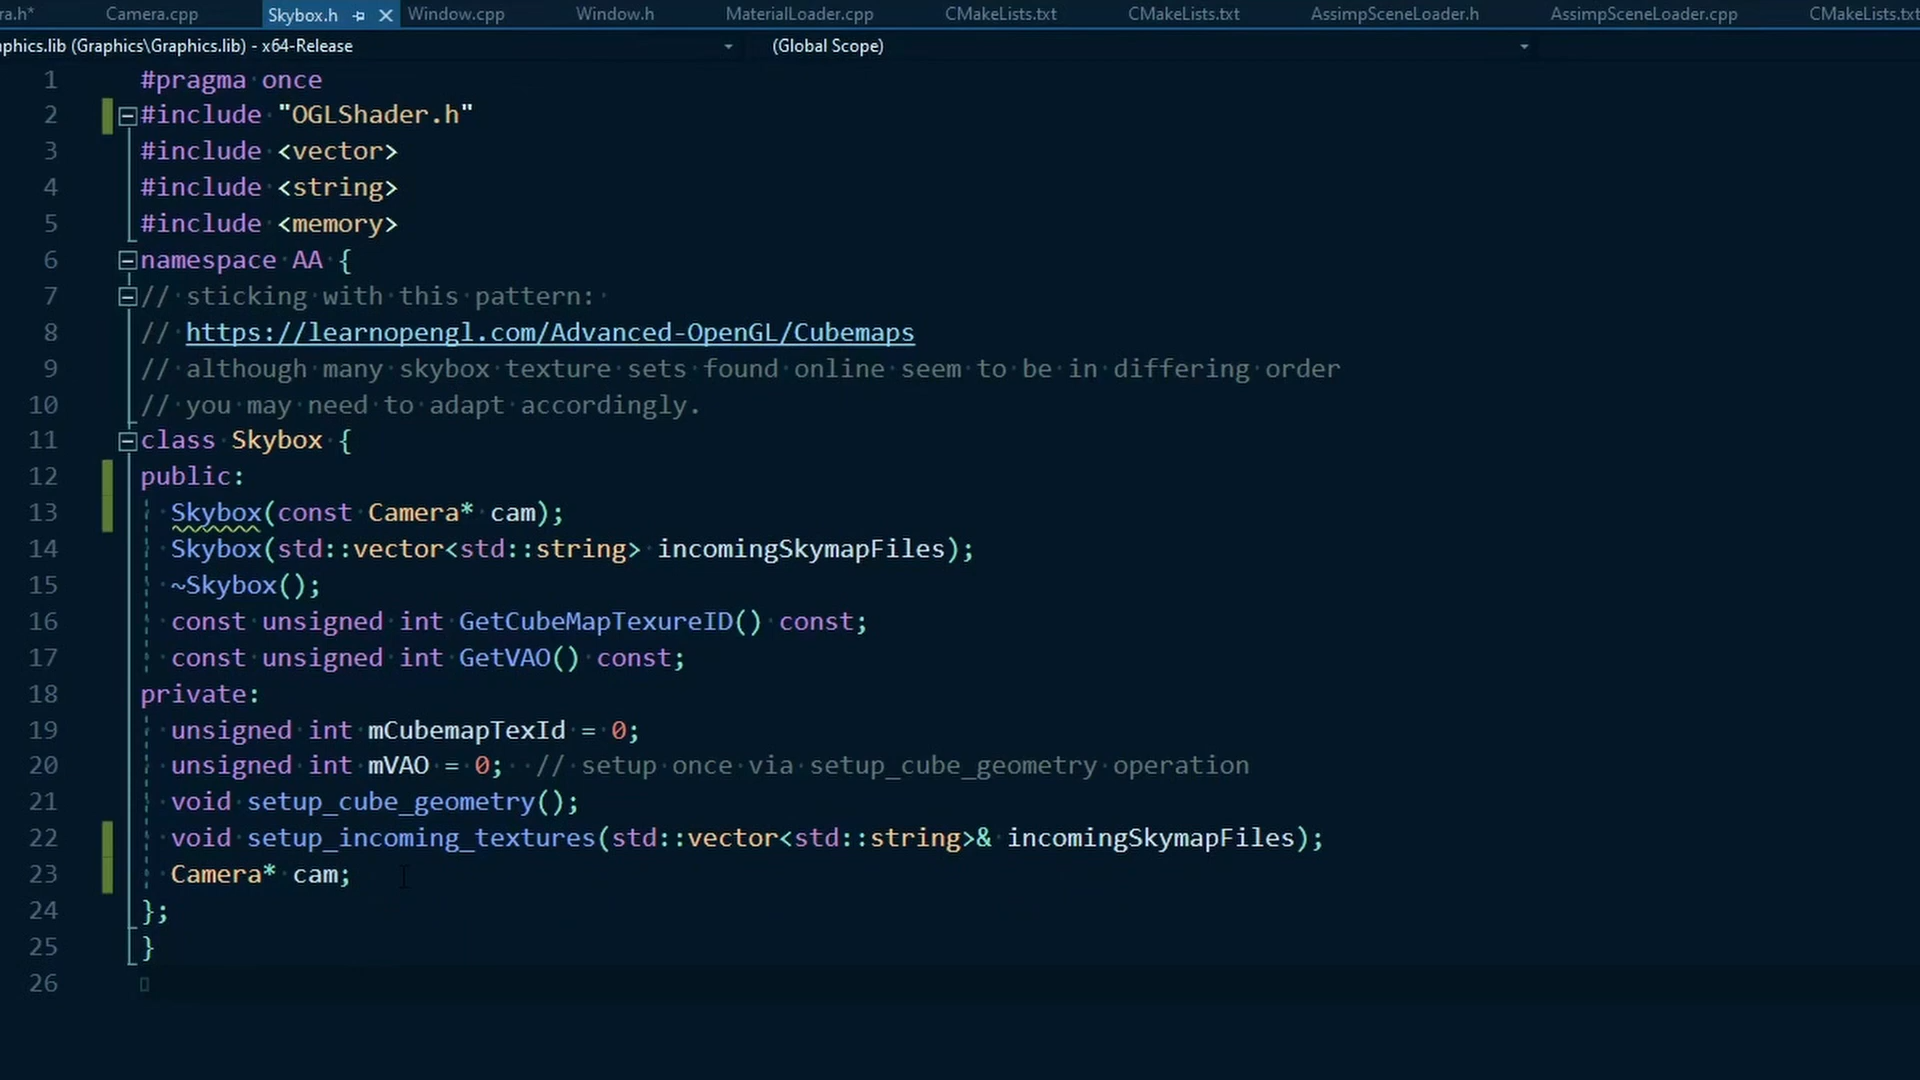 ra.h* Camera.cpp Skybox.h Window.cpp Window.h MaterialLoader.cpp CMakeLists.txt CMakeLists.txt AssimpSceneLoader.h AssimpSceneLoader.cpp CMakeLists.txt
aphics.lib (Graphics\Graphics.lib) - x64-Release (Global Scope)
1 #pragma once
2 #include "OGLShader.h"
3 #include <vector>
4 #include <string>
5 #include <memory>
6 namespace AA {
7 // sticking with this pattern:
8 // https://learnopengl.com/Advanced-OpenGL/Cubemaps
9 // although many skybox texture sets found online seem to be in differing order
10 // you may need to adapt accordingly.
11 class Skybox {
12 public:
13 Skybox(const Camera* cam);
14 Skybox(std::vector<std::string> incomingSkymapFiles);
15 ~Skybox();
16 const unsigned int GetCubeMapTexureID() const;
17 const unsigned int GetVAO() const;
18 private:
19 unsigned int mCubemapTexId = 0;
20 unsigned int mVAO = 0; // setup once via setup_cube_geometry operation
21 void setup_cube_geometry();
22 void setup_incoming_textures(std::vector<std::string>& incomingSkymapFiles);
23 Camera* cam;
24 };
25 }
26